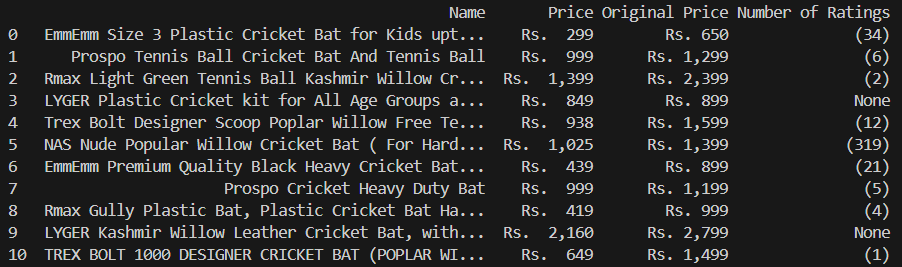 Name Price Original Price Number of Ratings
0 EmmEmm Size 3 Plastic Cricket Bat for Kids upt... Rs. 299 Rs. 650 (34)
1 Prospo Tennis Ball Cricket Bat And Tennis Ball Rs. 999 Rs. 1,299 (6)
2 Rmax Light Green Tennis Ball Kashmir Willow Cr... Rs. 1,399 Rs. 2,399 (2)
3 LYGER Plastic Cricket kit for All Age Groups a... Rs. 849 Rs. 899 None
4 Trex Bolt Designer Scoop Poplar Willow Free Te... Rs. 938 Rs. 1,599 (12)
5 NAS Nude Popular Willow Cricket Bat ( For Hard... Rs. 1,025 Rs. 1,399 (319)
6 EmmEmm Premium Quality Black Heavy Cricket Bat... Rs. 439 Rs. 899 (21)
7 Prospo Cricket Heavy Duty Bat Rs. 999 Rs. 1,199 (5)
8 Rmax Gully Plastic Bat, Plastic Cricket Bat Ha... Rs. 419 Rs. 999 (4)
9 LYGER Kashmir Willow Leather Cricket Bat, with... Rs. 2,160 Rs. 2,799 None
10 TREX BOLT 1000 DESIGNER CRICKET BAT (POPLAR WI... Rs. 649 Rs. 1,499 (1)